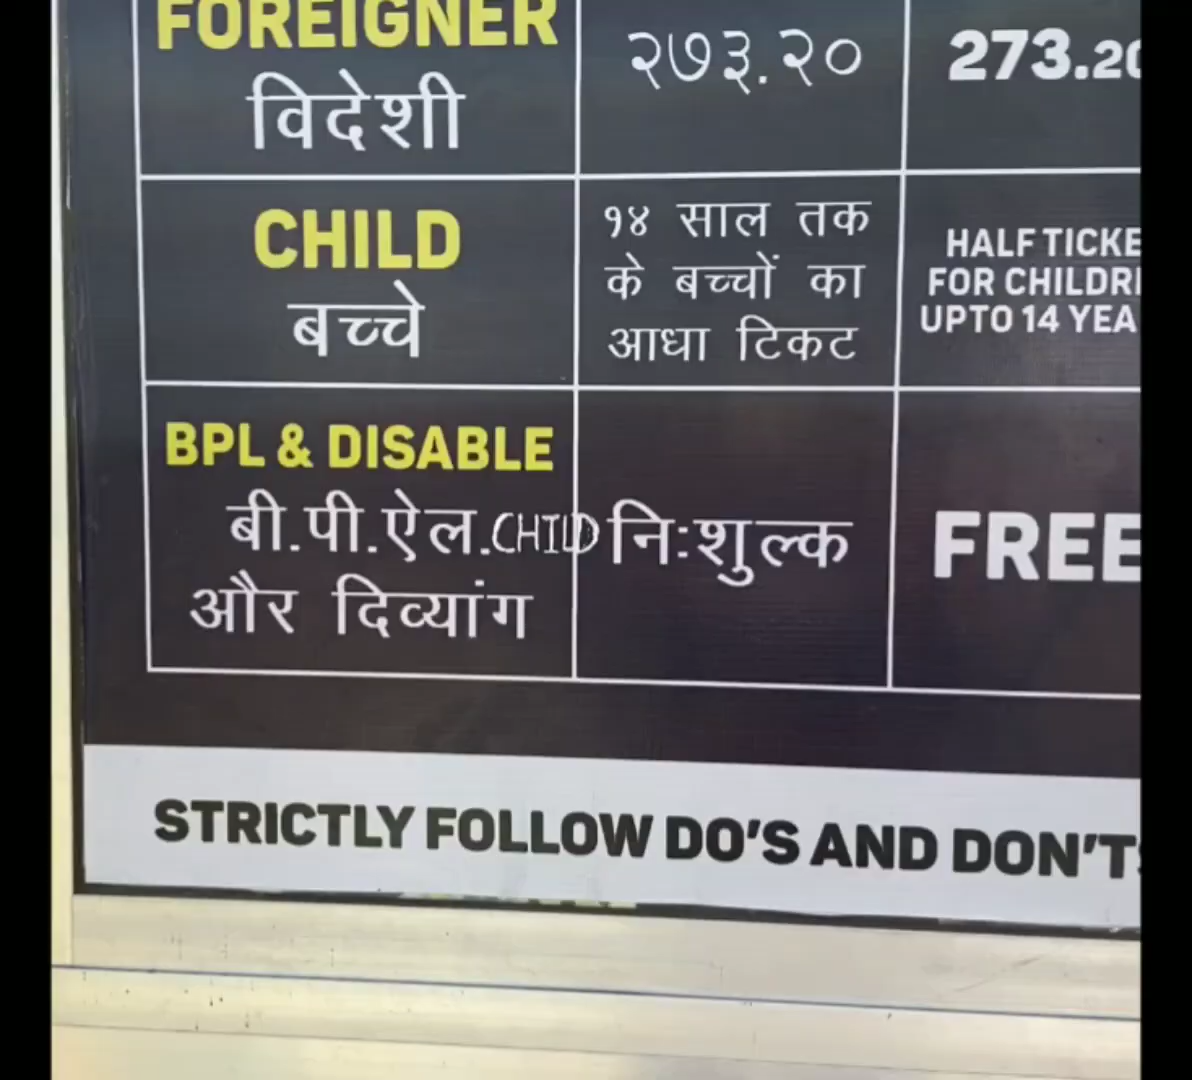 FOREIGNER
विदेशी
२७३.२०
273.20
CHILD
बच्चे
१४ साल तक
के बच्चों का
आधा टिकट
HALF TICKE
FOR CHILDR
UPTO 14 YEA
BPL & DISABLE
बी.पी.ऐल.CHILD
और दिव्यांग
निःशुल्क
FREE
STRICTLY FOLLOW DO'S AND DON'TS